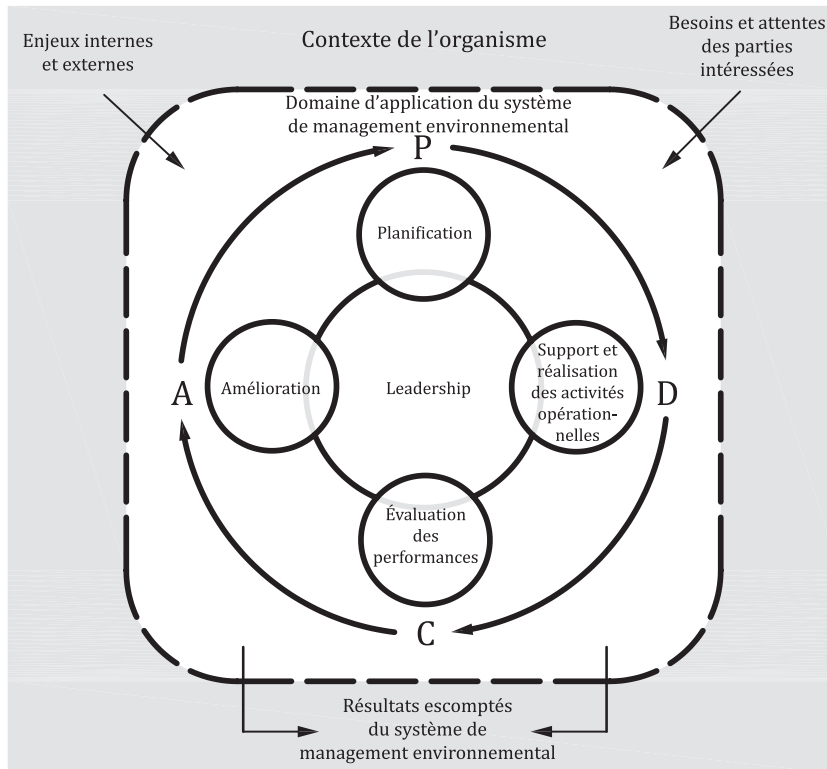 Enjeux internes
et externes
Contexte de l'organisme
Besoins et attentes
des parties
intéressées
Domaine d'application du système
de management environnemental
P
Planification
A
Amélioration
Leadership
Support et
réalisation
des activités
opération-
nelles
D
Évaluation
des
performances
C
Résultats escomptés
du système de
management environnemental